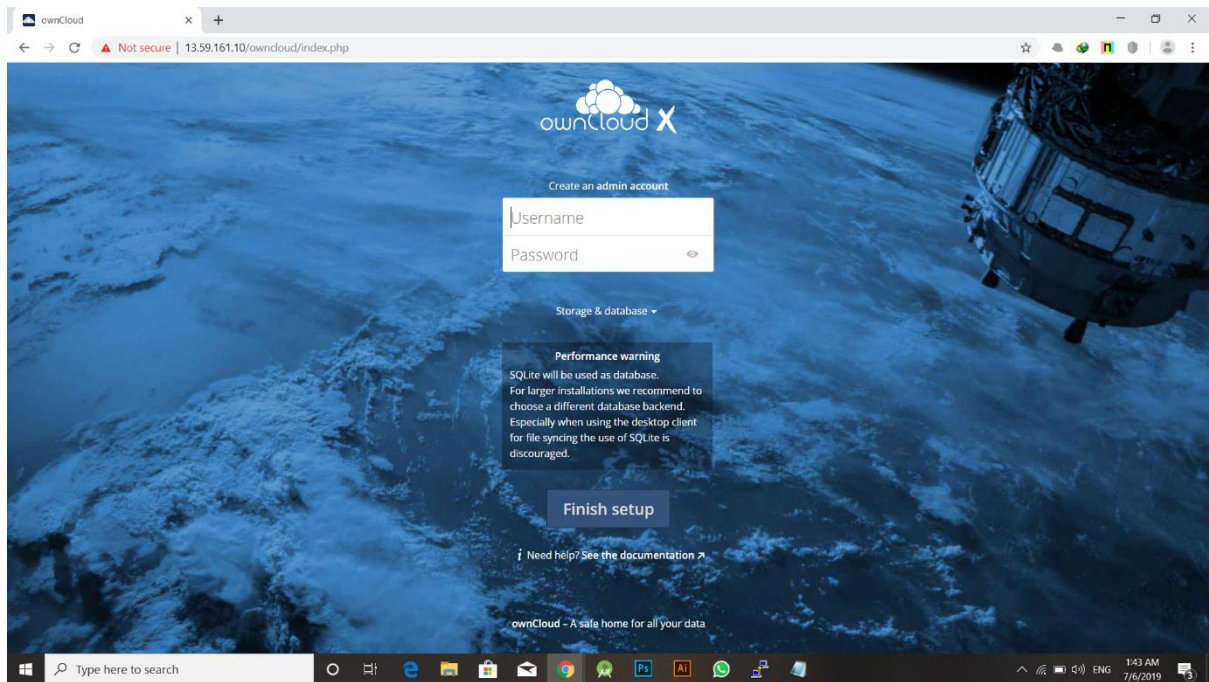 ownCloud
Not secure | 13.59.161.10/owncloud/index.php
ownCloud X
Create an admin account
Username
Password
Storage & database
Performance warning
SQLite will be used as database.
For larger installations we recommend to
choose a different database backend.
Especially when using the desktop client
for file syncing the use of SQLite is
discouraged.
Finish setup
i Need help? See the documentation ↗
ownCloud – A safe home for all your data
Type here to search
Ps
Ai
ENG
1:43 AM
7/6/2019
3